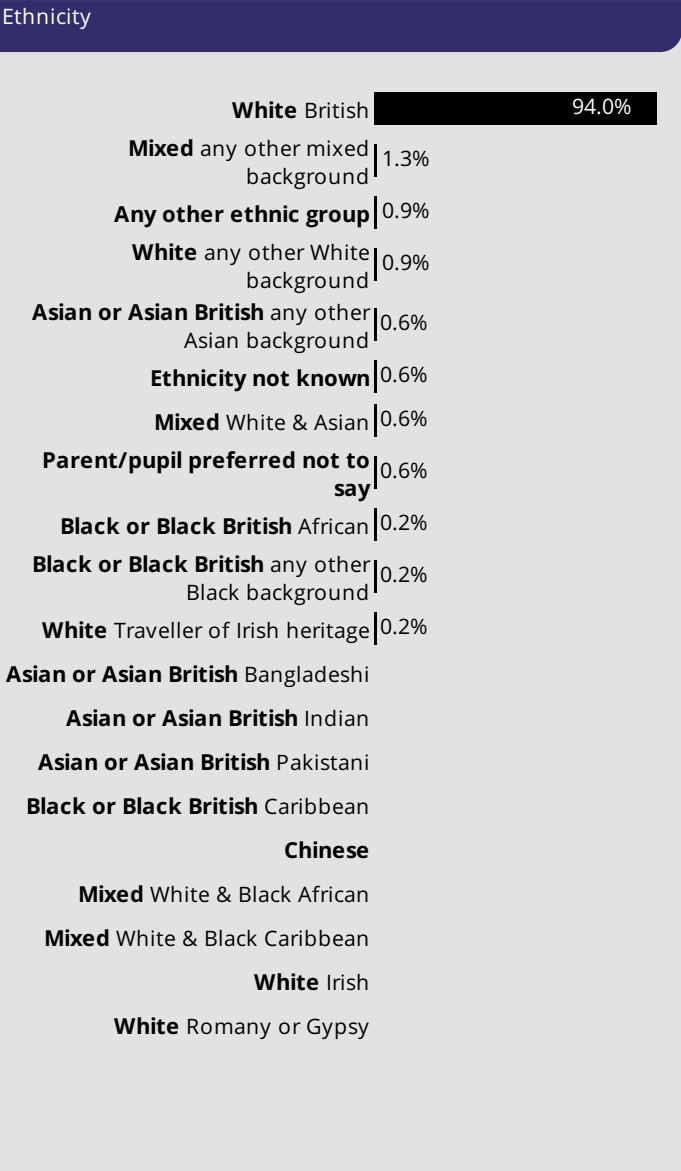 Ethnicity
White British 94.0%
Mixed any other mixed
background 1.3%
Any other ethnic group 0.9%
White any other White
background 0.9%
Asian or Asian British any other
Asian background 0.6%
Ethnicity not known 0.6%
Mixed White & Asian 0.6%
Parent/pupil preferred not to
say 0.6%
Black or Black British African 0.2%
Black or Black British any other
Black background 0.2%
White Traveller of Irish heritage 0.2%
Asian or Asian British Bangladeshi
Asian or Asian British Indian
Asian or Asian British Pakistani
Black or Black British Caribbean
Chinese
Mixed White & Black African
Mixed White & Black Caribbean
White Irish
White Romany or Gypsy